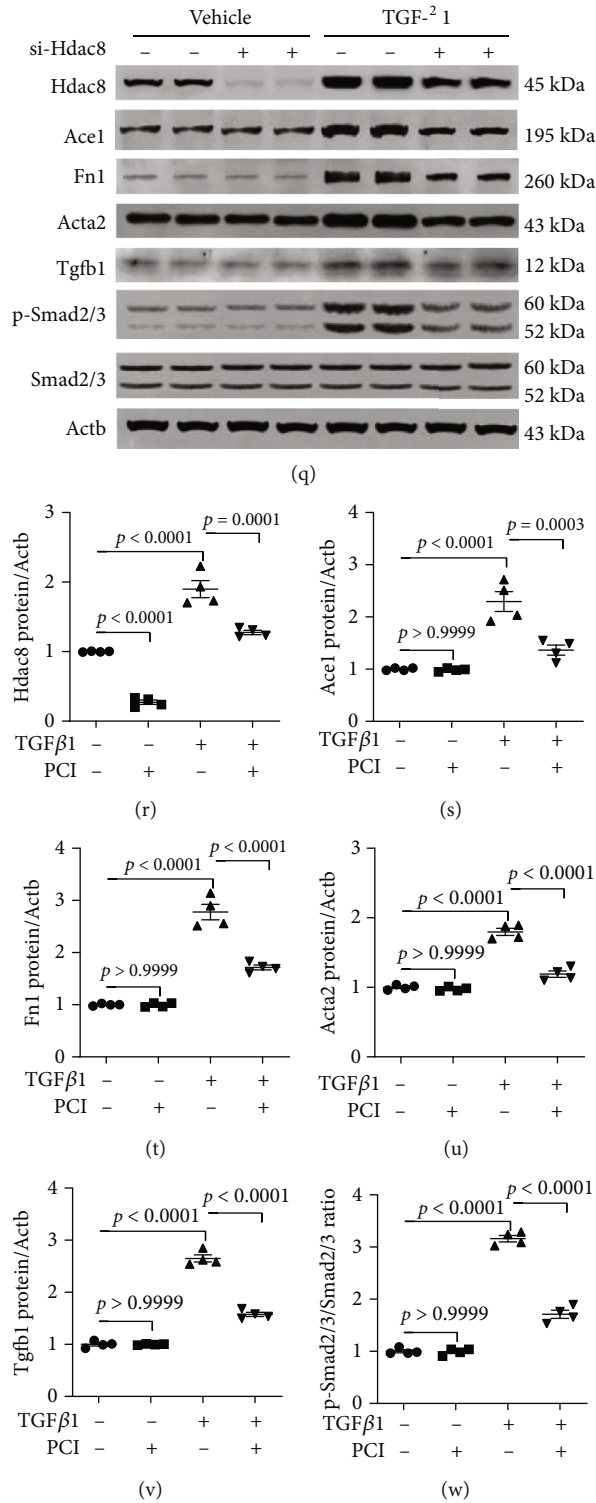 Vehicle TGF-² 1
si-Hdac8 – – + + – – + +
Hdac8 45 kDa
Ace1 195 kDa
Fn1 260 kDa
Acta2 43 kDa
Tgfb1 12 kDa
p-Smad2/3 60 kDa
52 kDa
Smad2/3 60 kDa
52 kDa
Actb 43 kDa
(q)
Hdac8 protein/Actb
3
2
1
0
p < 0.0001
p < 0.0001
p = 0.0001
TGFβ1 – – + +
PCI – + – +
(r)
Ace1 protein/Actb
4
3
2
1
0
p > 0.9999
p < 0.0001
p = 0.0003
TGFβ1 – – + +
PCI – + – +
(s)
Fn1 protein/Actb
4
3
2
1
0
p > 0.9999
p < 0.0001
p < 0.0001
TGFβ1 – – + +
PCI – + – +
(t)
Acta2 protein/Actb
3
2
1
0
p > 0.9999
p < 0.0001
p < 0.0001
TGFβ1 – – + +
PCI – + – +
(u)
Tgfb1 protein/Actb
4
3
2
1
0
p > 0.9999
p < 0.0001
p < 0.0001
TGFβ1 – – + +
PCI – + – +
(v)
p-Smad2/3/Smad2/3 ratio
4
3
2
1
0
p > 0.9999
p < 0.0001
p < 0.0001
TGFβ1 – – + +
PCI – + – +
(w)